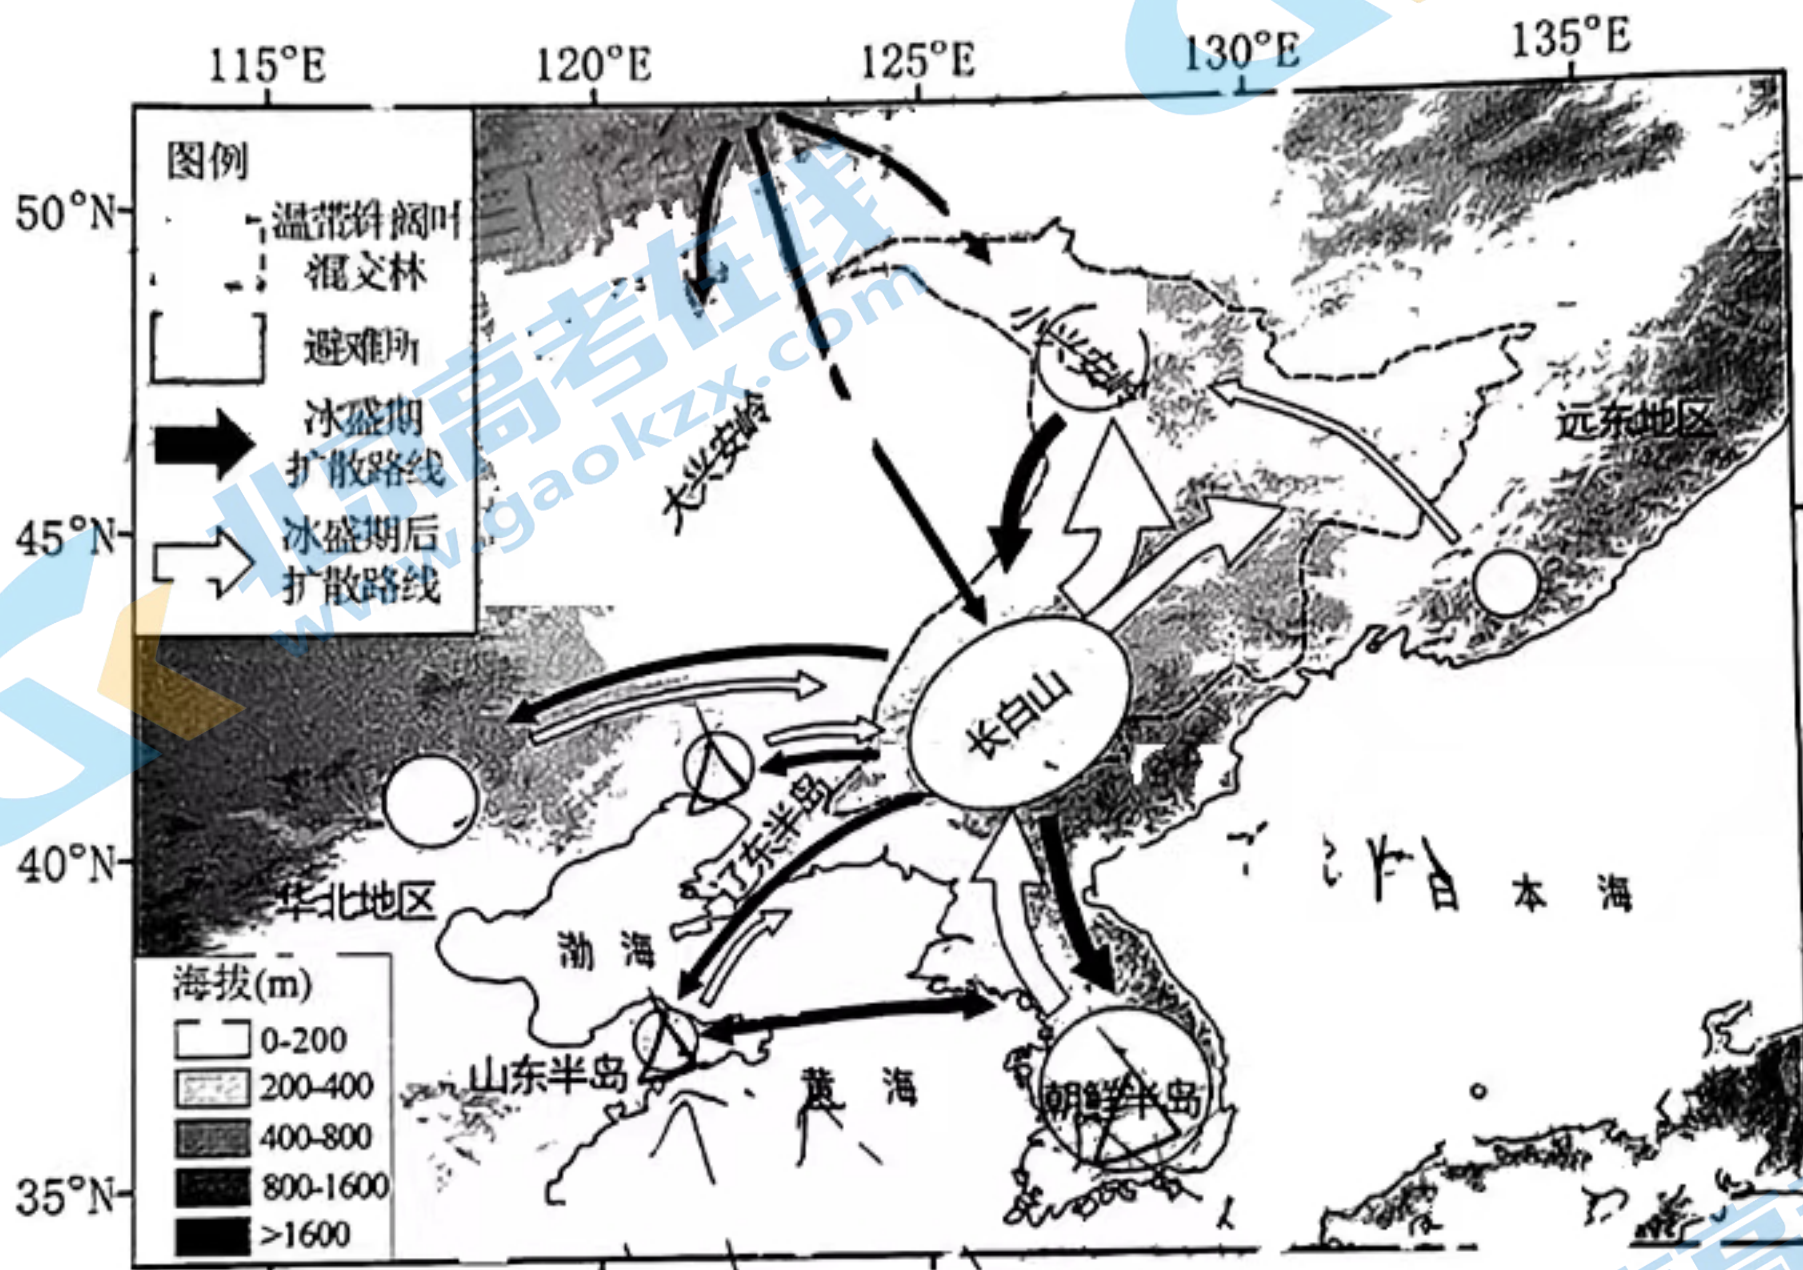 115°E
120°E
125°E
130°E
135°E
50°N
45°N
40°N
35°N
图例
温带针阔叶
混交林
避难所
冰盛期
扩散路线
冰盛期后
扩散路线
海拔(m)
0-200
200-400
400-800
800-1600
>1600
小兴安岭
大兴安岭
远东地区
长白山
辽东半岛
华北地区
渤海
日本海
山东半岛
黄海
朝鲜半岛
北京高考在线
www.gaokzx.com